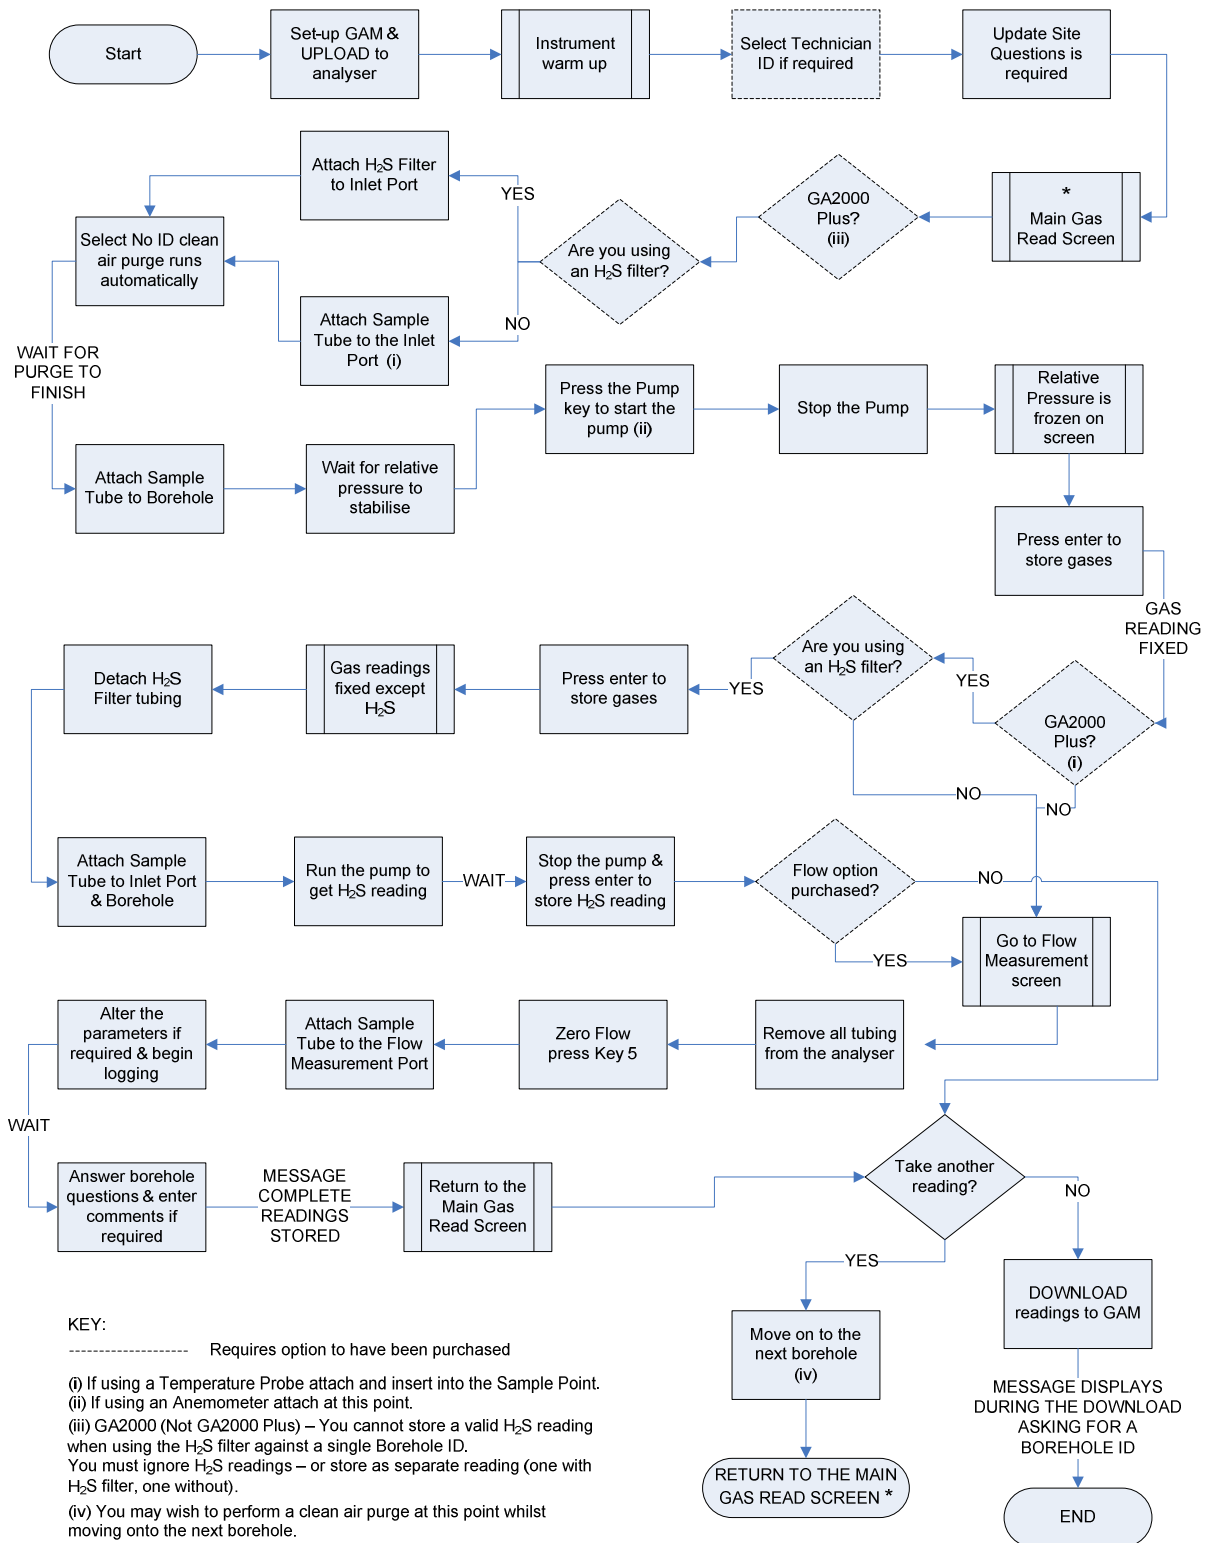 Start
Set-up GAM &
UPLOAD to
analyser
Instrument
warm up
Select Technician
ID if required
Update Site
Questions is
required
*
Main Gas
Read Screen
GA2000
Plus?
(iii)
Are you using
an H₂S filter?
YES
Attach H₂S Filter
to Inlet Port
NO
Attach Sample
Tube to the Inlet
Port (i)
Select No ID clean
air purge runs
automatically
WAIT FOR
PURGE TO
FINISH
Attach Sample
Tube to Borehole
Wait for relative
pressure to
stabilise
Press the Pump
key to start the
pump (ii)
Stop the Pump
Relative
Pressure is
frozen on
screen
Press enter to
store gases
GAS
READING
FIXED
GA2000
Plus?
(i)
YES
NO
Are you using
an H₂S filter?
YES
NO
Press enter to
store gases
Gas readings
fixed except
H₂S
Detach H₂S
Filter tubing
Attach Sample
Tube to Inlet Port
& Borehole
Run the pump to
get H₂S reading
WAIT
Stop the pump &
press enter to
store H₂S reading
Flow option
purchased?
NO
YES
Go to Flow
Measurement
screen
Remove all tubing
from the analyser
Zero Flow
press Key 5
Attach Sample
Tube to the Flow
Measurement Port
Alter the
parameters if
required & begin
logging
WAIT
Answer borehole
questions & enter
comments if
required
MESSAGE
COMPLETE
READINGS
STORED
Return to the
Main Gas
Read Screen
Take another
reading?
NO
YES
Move on to the
next borehole
(iv)
RETURN TO THE MAIN
GAS READ SCREEN *
DOWNLOAD
readings to GAM
MESSAGE DISPLAYS
DURING THE DOWNLOAD
ASKING FOR A
BOREHOLE ID
END
KEY:
-------------------- Requires option to have been purchased
(i) If using a Temperature Probe attach and insert into the Sample Point.
(ii) If using an Anemometer attach at this point.
(iii) GA2000 (Not GA2000 Plus) – You cannot store a valid H₂S reading
when using the H₂S filter against a single Borehole ID.
You must ignore H₂S readings – or store as separate reading (one with
H₂S filter, one without).
(iv) You may wish to perform a clean air purge at this point whilst
moving onto the next borehole.